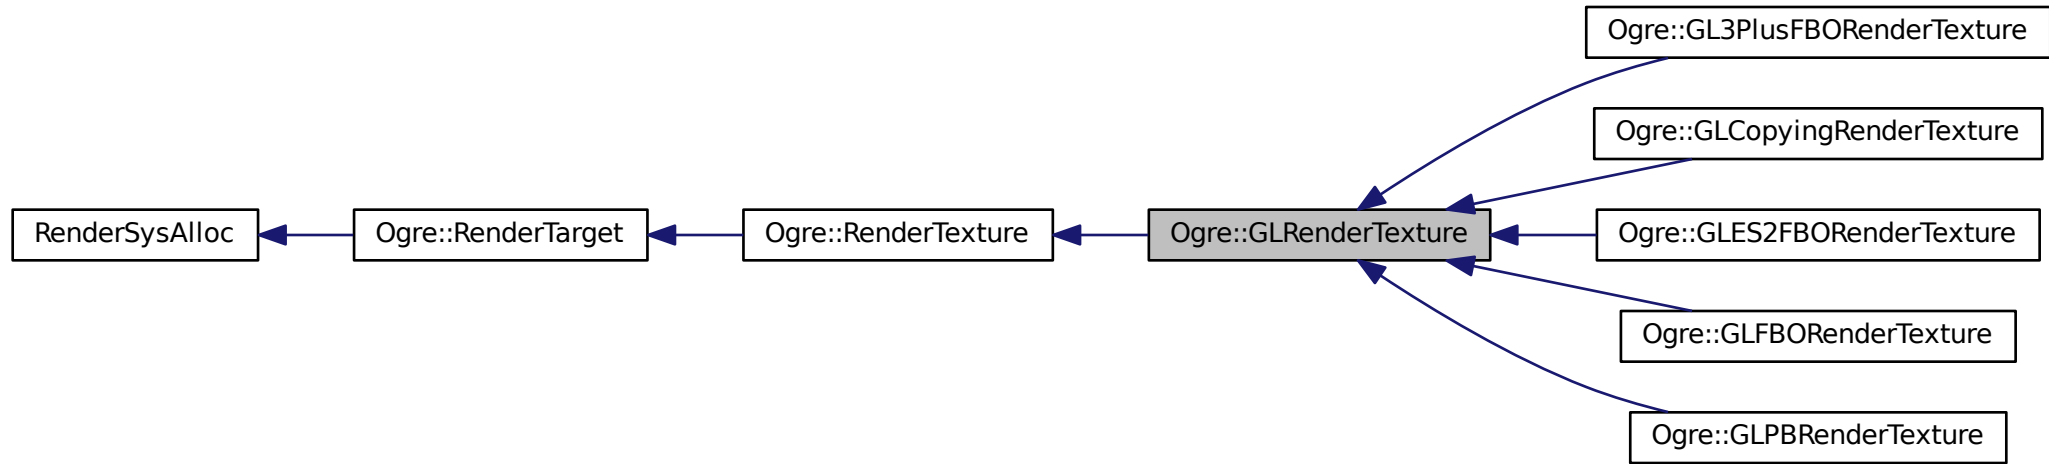 Ogre::GL3PlusFBORenderTexture
Ogre::GLCopyingRenderTexture
RenderSysAlloc
Ogre::RenderTarget
Ogre::RenderTexture
Ogre::GLRenderTexture
Ogre::GLES2FBORenderTexture
Ogre::GLFBORenderTexture
Ogre::GLPBRenderTexture